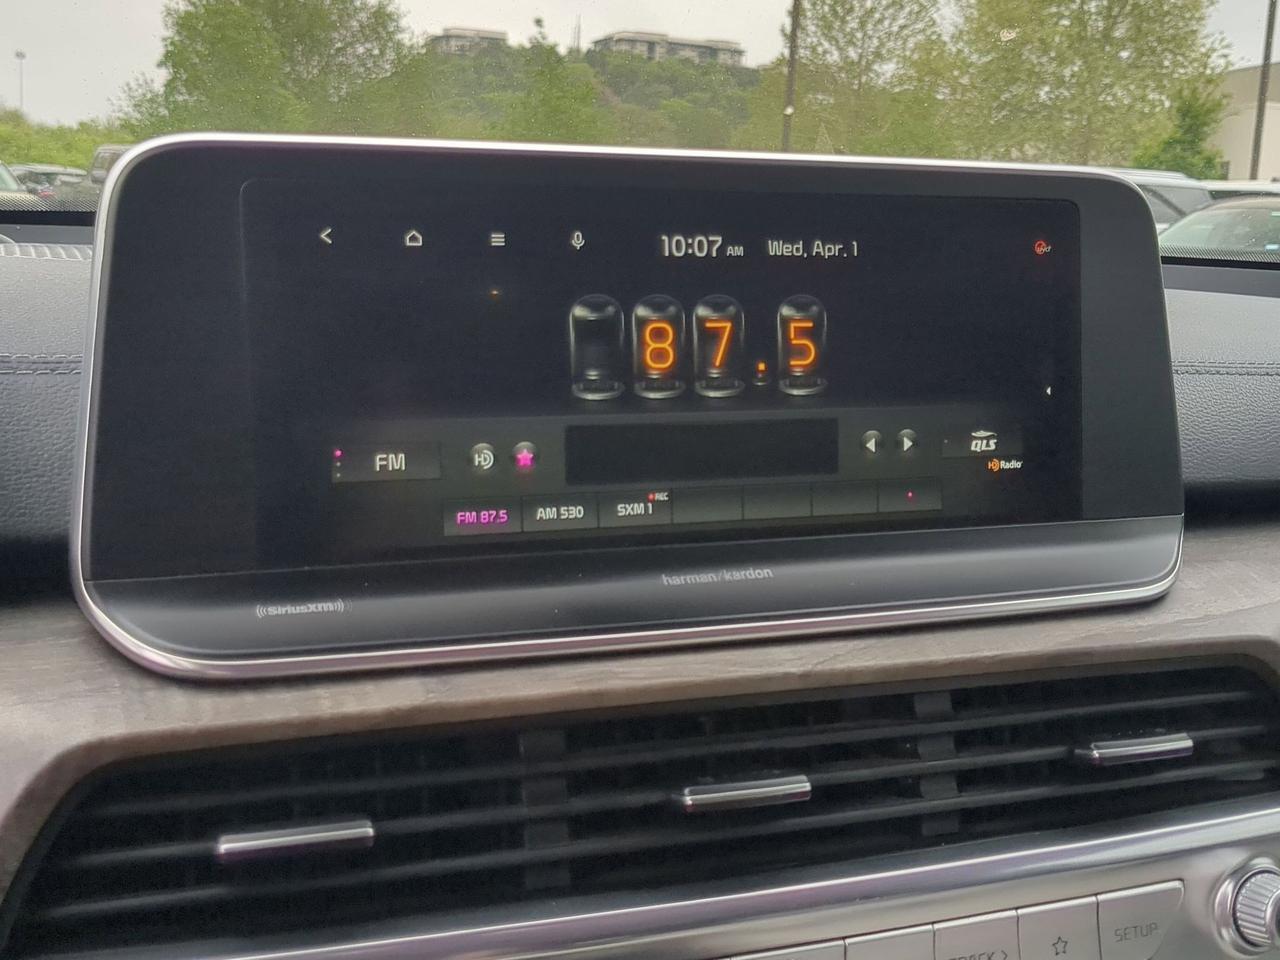 10:07 AM Wed, Apr. 1
87.5
FM
HD
QLS
HD Radio
FM 87.5
AM 530
SXM 1
REC
harman/kardon
((SiriusXM))
SETUP